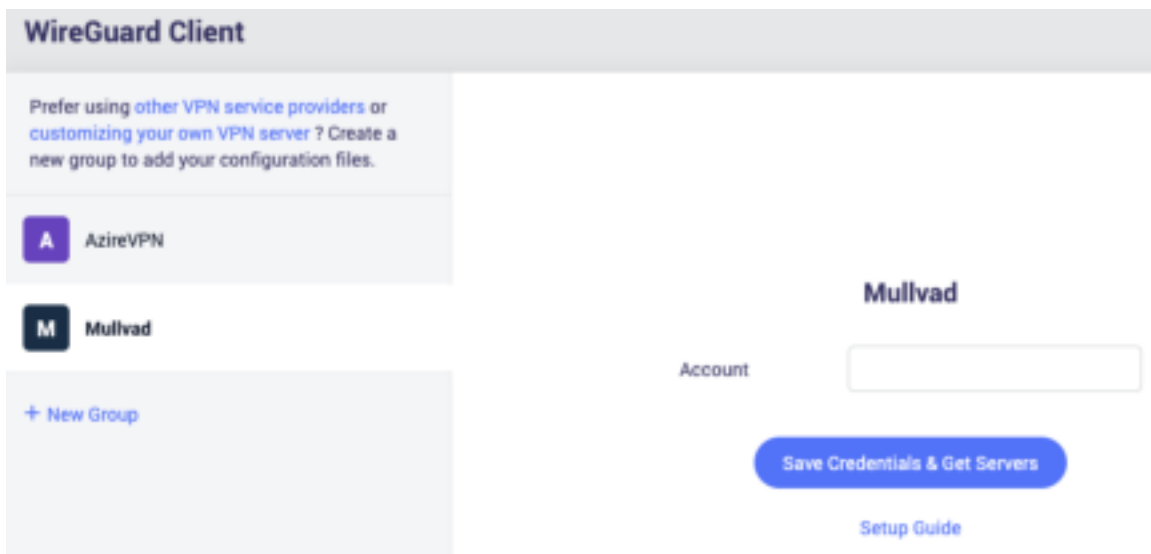 WireGuard Client
Prefer using other VPN service providers or
customizing your own VPN server ? Create a
new group to add your configuration files.
A AzireVPN
M Mullvad
+ New Group
Mullvad
Account
Save Credentials & Get Servers
Setup Guide